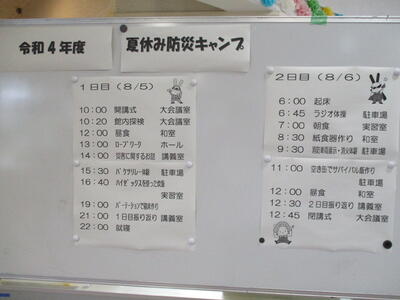 令和４年度
夏休み防災キャンプ
１日目（8/5）
10:00 開講式 大会議室
10:20 館内探検 大会議室
12:00 昼食 和室
13:00 ロープワーク ホール
14:00 災害に関するお話 講義室
15:30 バケツリレー体験 駐車場
16:40 ハイゼックスを使った炊飯
実習室
19:00 パーテーションで寝床作り
21:00 １日目振り返り 講義室
22:00 就寝
２日目（8/6）
6:00 起床
6:45 ラジオ体操 駐車場
7:00 朝食 実習室
8:30 紙食器作り 和室
9:30 消火体験 駐車場
11:00 空き缶でサバイバル飯作り
駐車場
12:00 昼食 和室
12:30 ２日目振り返り 講義室
12:45 閉講式 大会議室